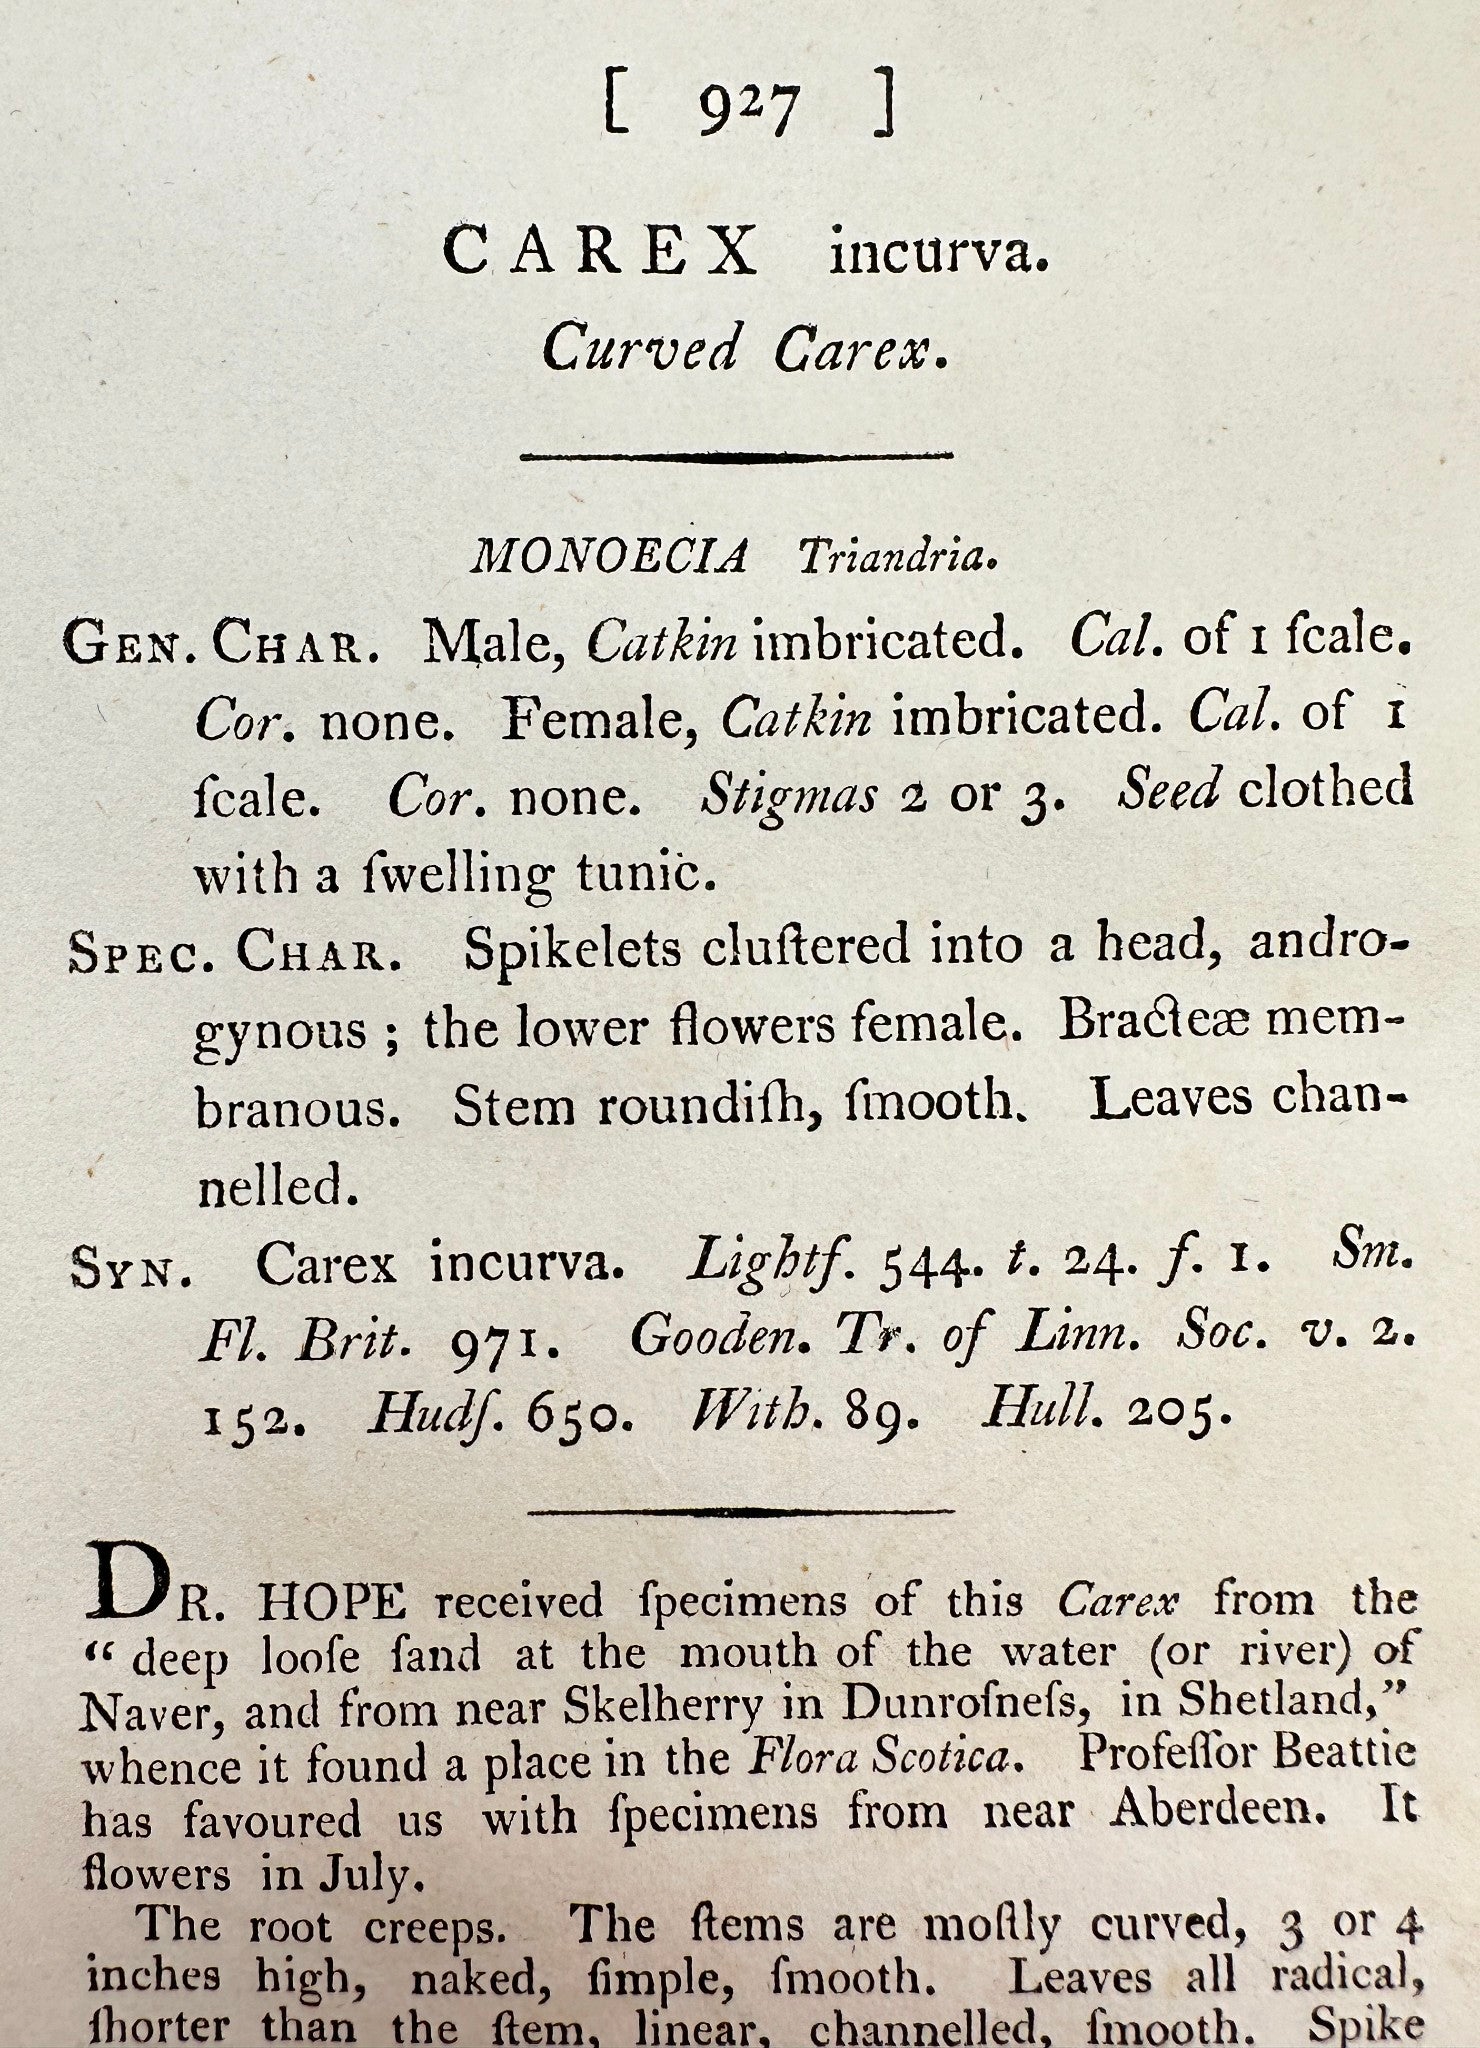 [ 927 ]
CAREX incurva.
Curved Carex.
MONOECIA Triandria.
GEN. CHAR. Male, Catkin imbricated. Cal. of 1 ſcale.
Cor. none. Female, Catkin imbricated. Cal. of 1
ſcale. Cor. none. Stigmas 2 or 3. Seed clothed
with a ſwelling tunic.
SPEC. CHAR. Spikelets cluſtered into a head, andro-
gynous ; the lower flowers female. Bracteæ mem-
branous. Stem roundiſh, ſmooth. Leaves chan-
nelled.
SYN. Carex incurva. Lightſ. 544. t. 24. f. 1. Sm.
Fl. Brit. 971. Gooden. Tr. of Linn. Soc. v. 2.
152. Hudſ. 650. With. 89. Hull. 205.
DR. HOPE received ſpecimens of this Carex from the
“ deep looſe ſand at the mouth of the water (or river) of
Naver, and from near Skelherry in Dunroſneſs, in Shetland,”
whence it found a place in the Flora Scotica. Profeſſor Beattie
has favoured us with ſpecimens from near Aberdeen. It
flowers in July.
The root creeps. The ſtems are moſtly curved, 3 or 4
inches high, naked, ſimple, ſmooth. Leaves all radical,
ſhorter than the ſtem, linear, channelled, ſmooth. Spike